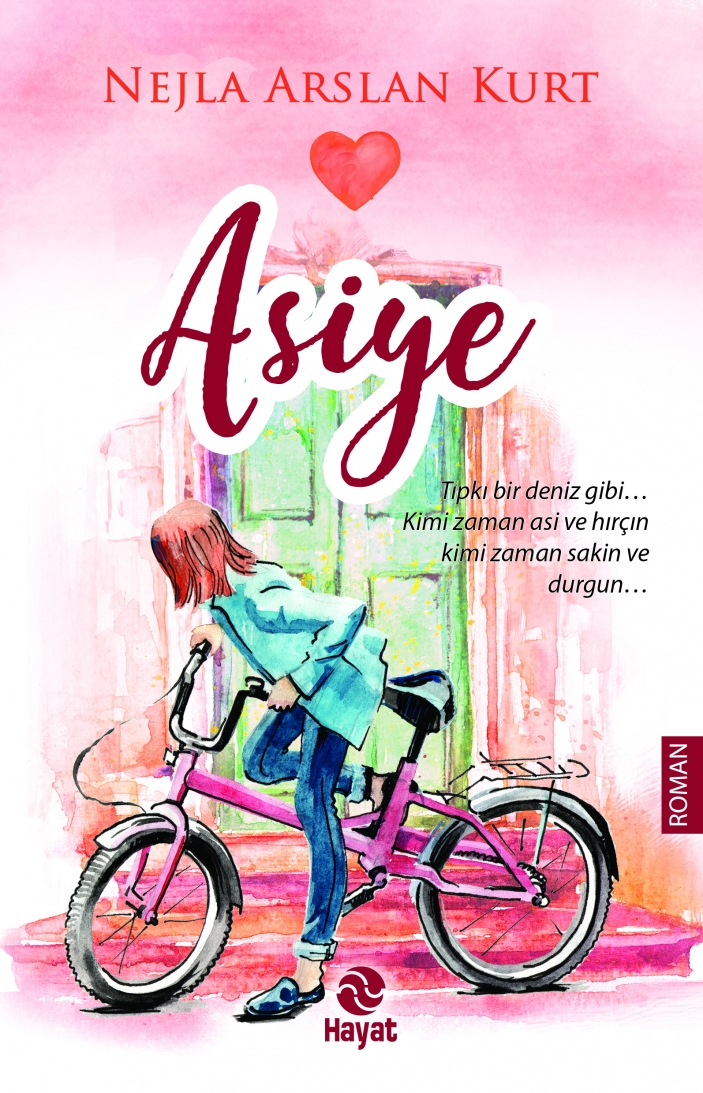 NEJLA ARSLAN KURT
Asiye
Tıpkı bir deniz gibi...
Kimi zaman asi ve hırçın
kimi zaman sakin ve
durgun...
ROMAN
Hayat